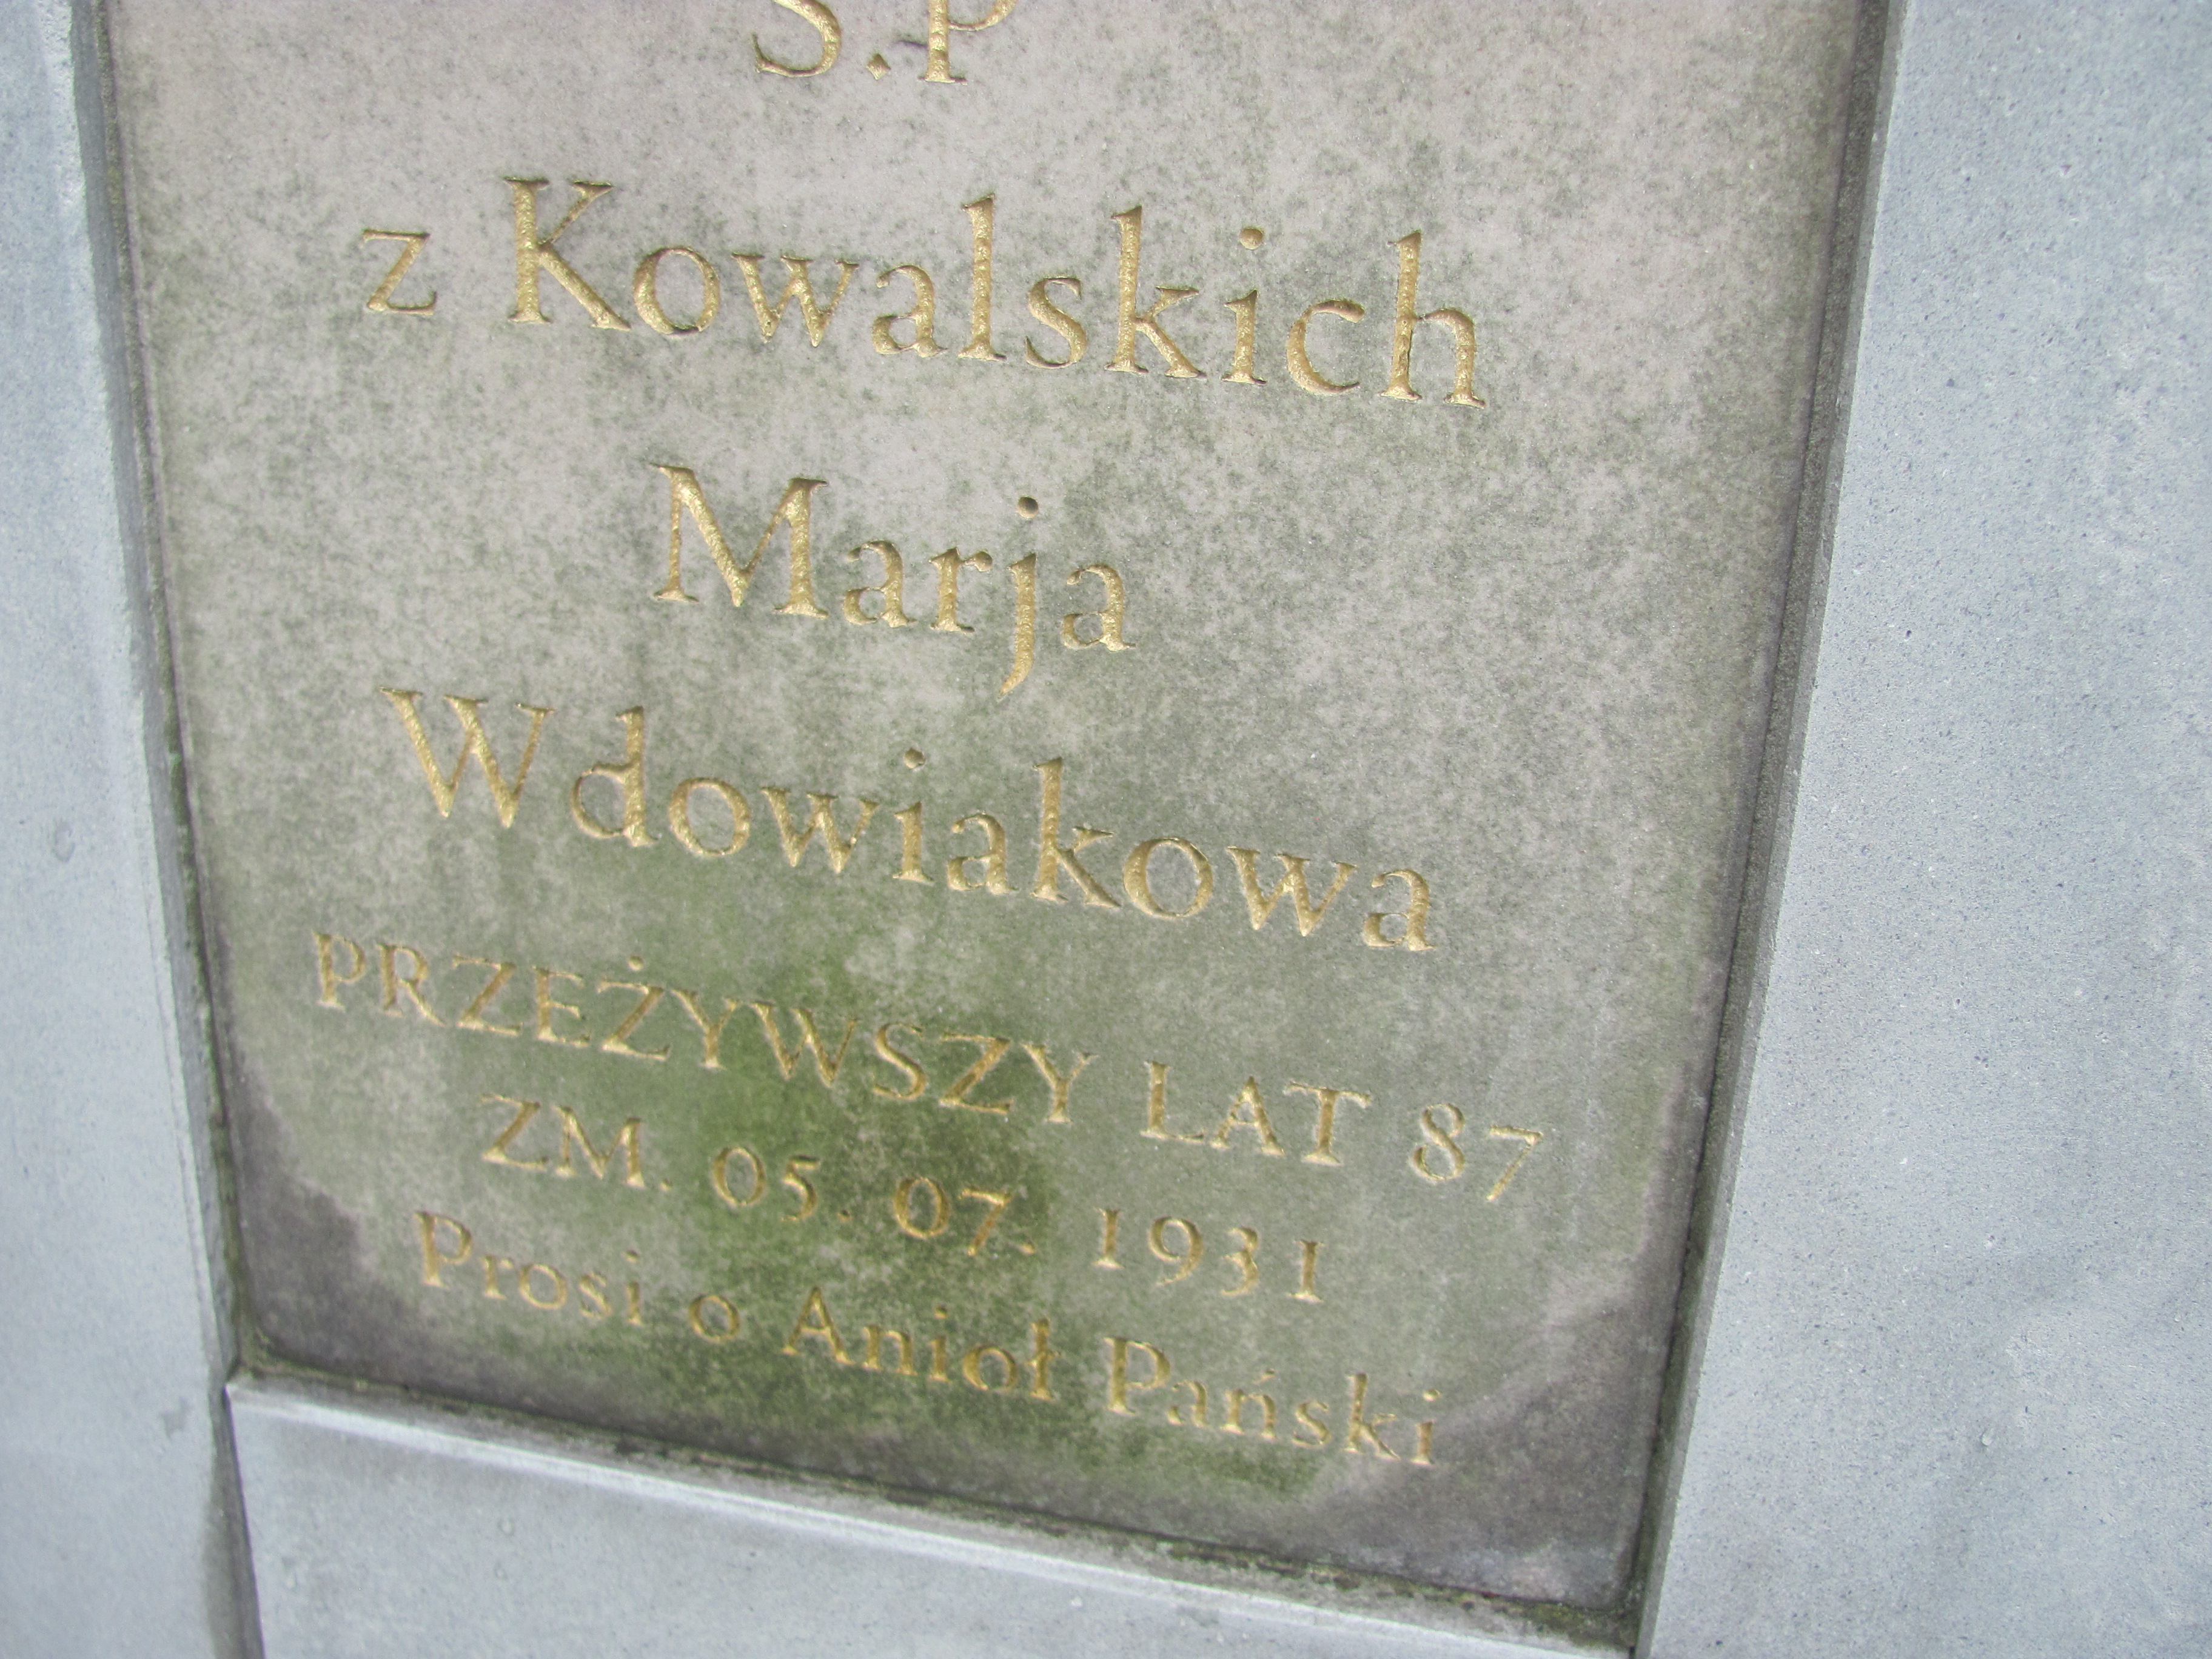 S.P
z Kowalskich
Marja
Wdowiakowa
PRZEŻYWSZY LAT 87
ZM. 05. 07. 1931
Prosi o Anioł Pański